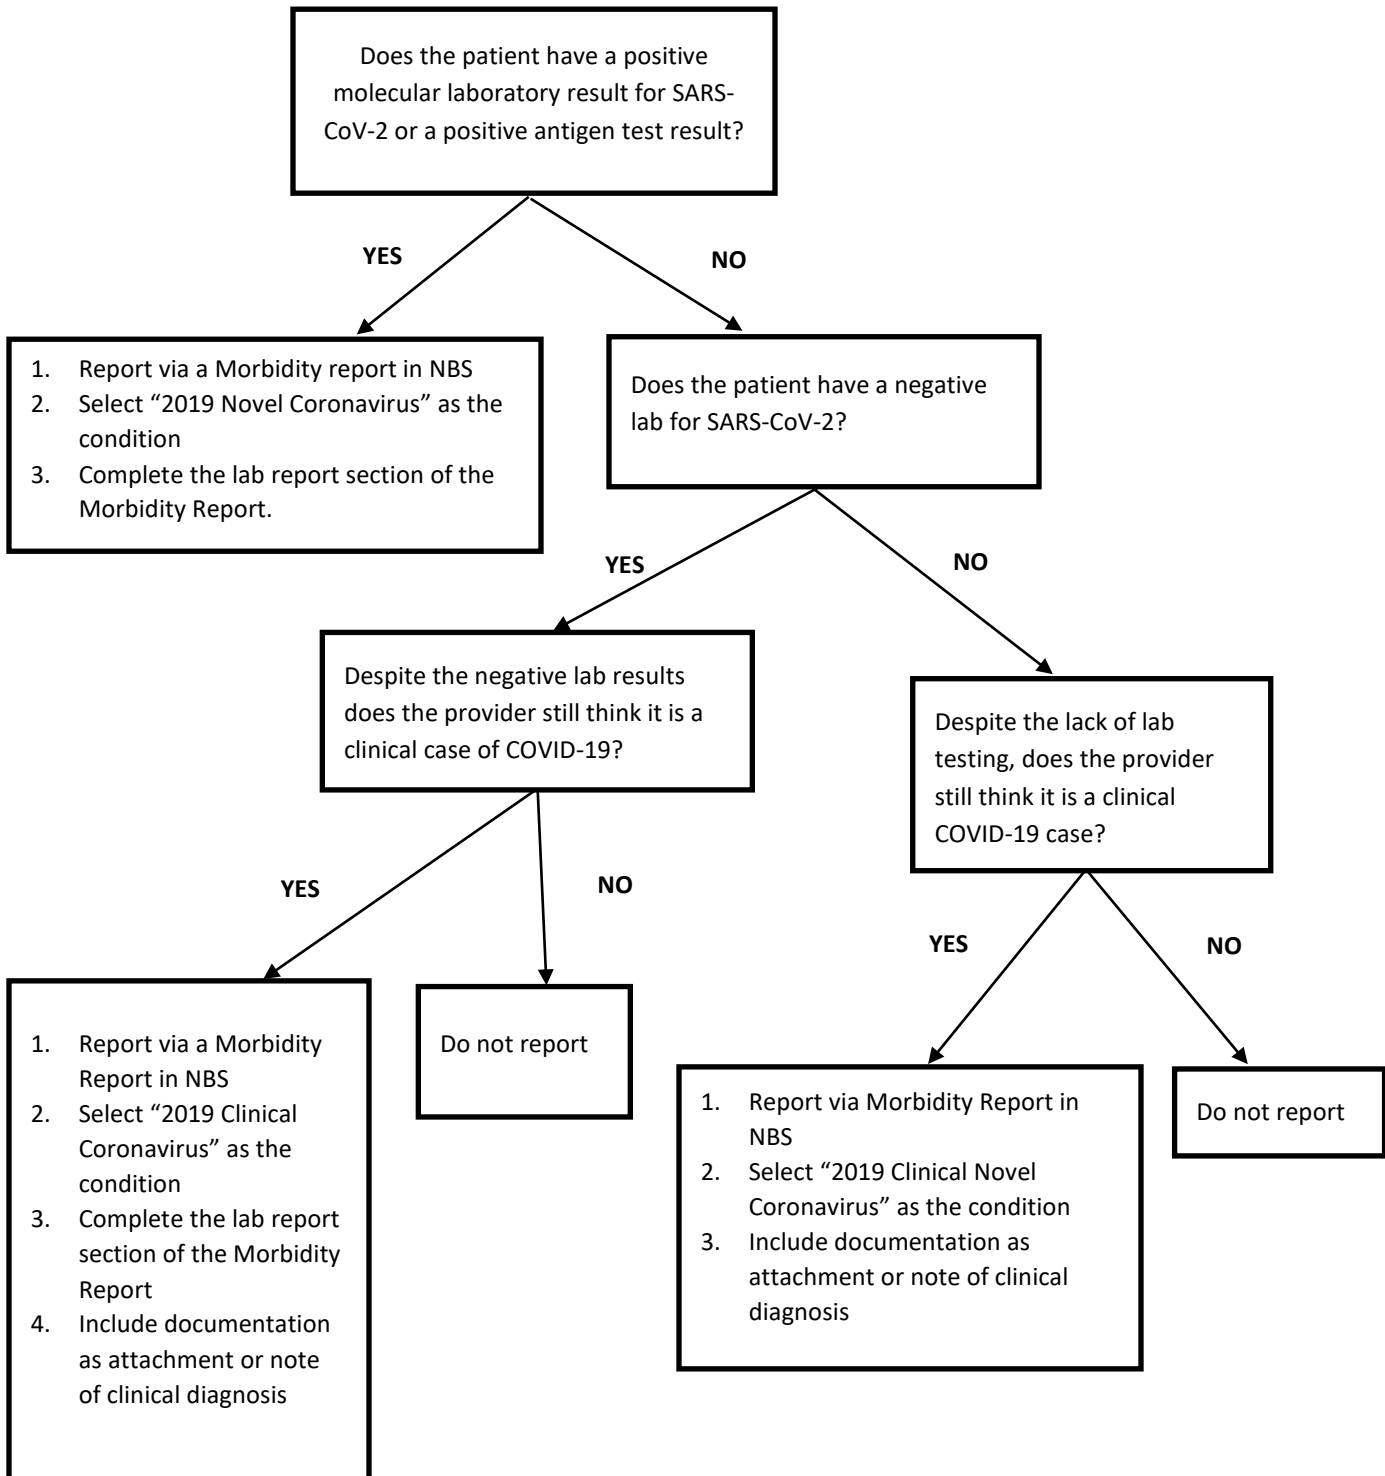 Does the patient have a positive
molecular laboratory result for SARS-
CoV-2 or a positive antigen test result?
YES
NO
1. Report via a Morbidity report in NBS
2. Select “2019 Novel Coronavirus” as the
condition
3. Complete the lab report section of the
Morbidity Report.
Does the patient have a negative
lab for SARS-CoV-2?
YES
NO
Despite the negative lab results
does the provider still think it is a
clinical case of COVID-19?
Despite the lack of lab
testing, does the provider
still think it is a clinical
COVID-19 case?
YES
NO
YES
NO
1. Report via a Morbidity
Report in NBS
2. Select “2019 Clinical
Coronavirus” as the
condition
3. Complete the lab report
section of the Morbidity
Report
4. Include documentation
as attachment or note
of clinical diagnosis
Do not report
1. Report via Morbidity Report in
NBS
2. Select “2019 Clinical Novel
Coronavirus” as the condition
3. Include documentation as
attachment or note of clinical
diagnosis
Do not report